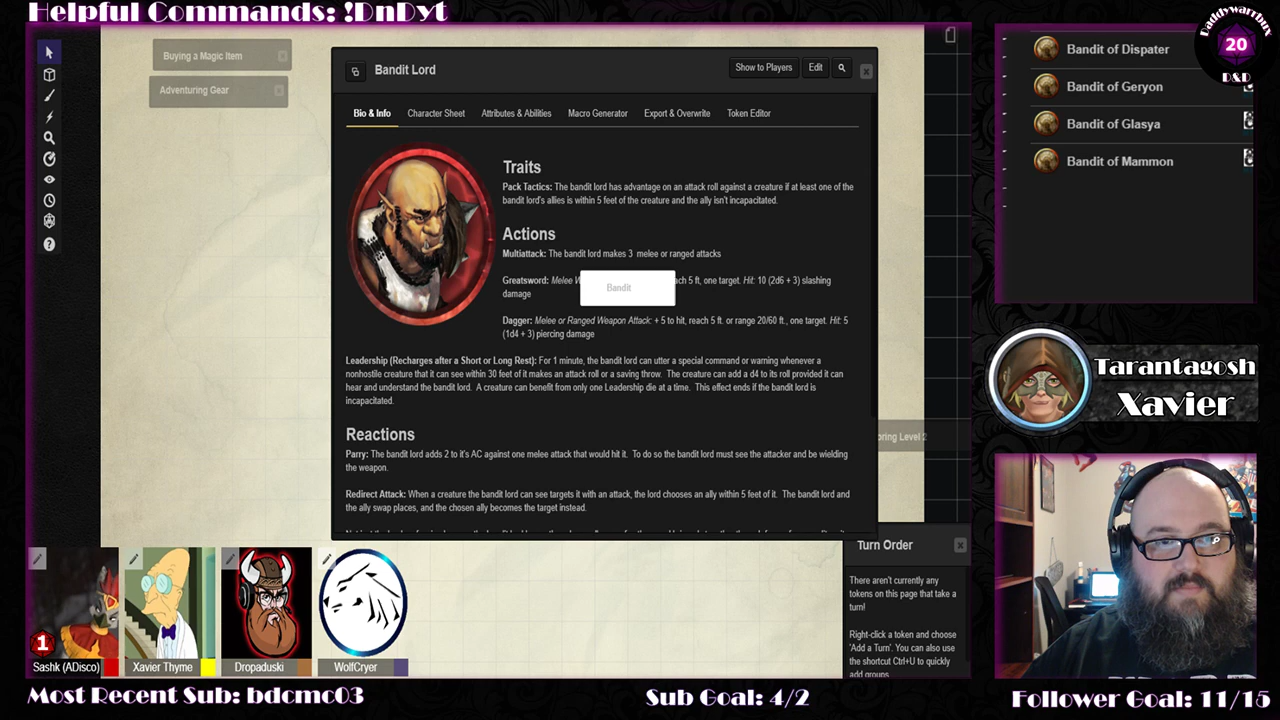 Helpful Commands: !DnDyt
Daddywarrbux
20
D&D
Buying a Magic Item
Adventuring Gear
Bandit Lord
Show to Players
Edit
Bio & Info
Character Sheet
Attributes & Abilities
Macro Generator
Export & Overwrite
Token Editor
Traits
Pack Tactics: The bandit lord has advantage on an attack roll against a creature if at least one of the
bandit lord's allies is within 5 feet of the creature and the ally isn't incapacitated.
Actions
Multiattack: The bandit lord makes 3 melee or ranged attacks
Greatsword: Melee W
ach 5 ft, one target. Hit: 10 (2d6 + 3) slashing
damage
Bandit
Dagger: Melee or Ranged Weapon Attack: + 5 to hit, reach 5 ft. or range 20/60 ft., one target. Hit: 5
(1d4 + 3) piercing damage
Leadership (Recharges after a Short or Long Rest): For 1 minute, the bandit lord can utter a special command or warning whenever a
nonhostile creature that it can see within 30 feet of it makes an attack roll or a saving throw. The creature can add a d4 to its roll provided it can
hear and understand the bandit lord. A creature can benefit from only one Leadership die at a time. This effect ends if the bandit lord is
incapacitated.
Reactions
Parry: The bandit lord adds 2 to it's AC against one melee attack that would hit it. To do so the bandit lord must see the attacker and be wielding
the weapon.
Redirect Attack: When a creature the bandit lord can see targets it with an attack, the lord chooses an ally within 5 feet of it. The bandit lord and
the ally swap places, and the chosen ally becomes the target instead.
oring Level 2
Bandit of Dispater
Bandit of Geryon
Bandit of Glasya
Bandit of Mammon
Tarantagosh
Xavier
Turn Order
There aren't currently any
tokens on this page that take a
turn!
Right-click a token and choose
'Add a Turn'. You can also use
the shortcut Ctrl+U to quickly
add groups
1
Sashk (ADisco)
Xavier Thyme
Dropaduski
WolfCryer
Most Recent Sub: bdcmc03
Sub Goal: 4/2
Follower Goal: 11/15